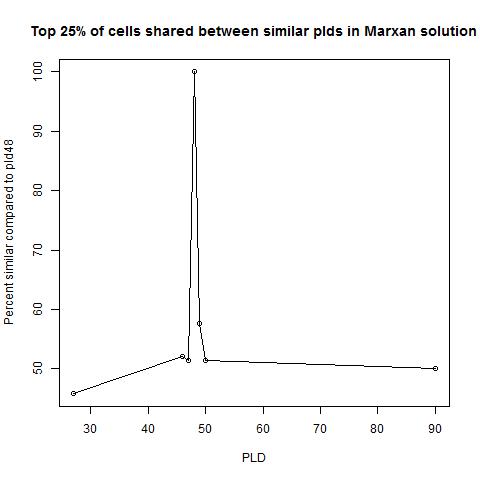 Top 25% of cells shared between similar plds in Marxan solution
Percent similar compared to pld48
100
90
80
70
60
50
30 40 50 60 70 80 90
PLD